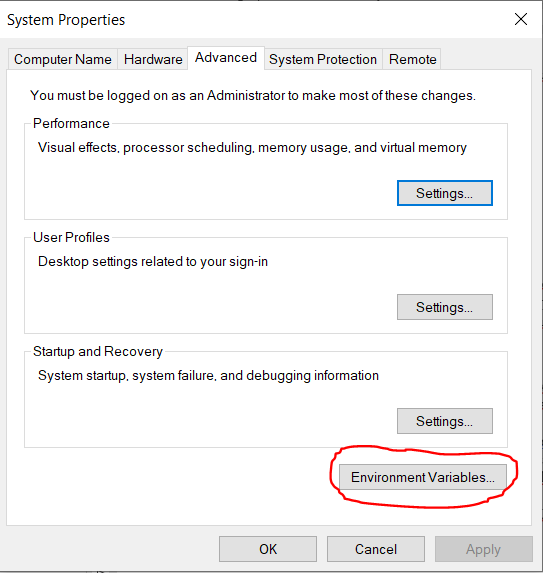 System Properties
Computer Name Hardware Advanced System Protection Remote
You must be logged on as an Administrator to make most of these changes.
Performance
Visual effects, processor scheduling, memory usage, and virtual memory
Settings...
User Profiles
Desktop settings related to your sign-in
Settings...
Startup and Recovery
System startup, system failure, and debugging information
Settings...
Environment Variables...
OK Cancel Apply